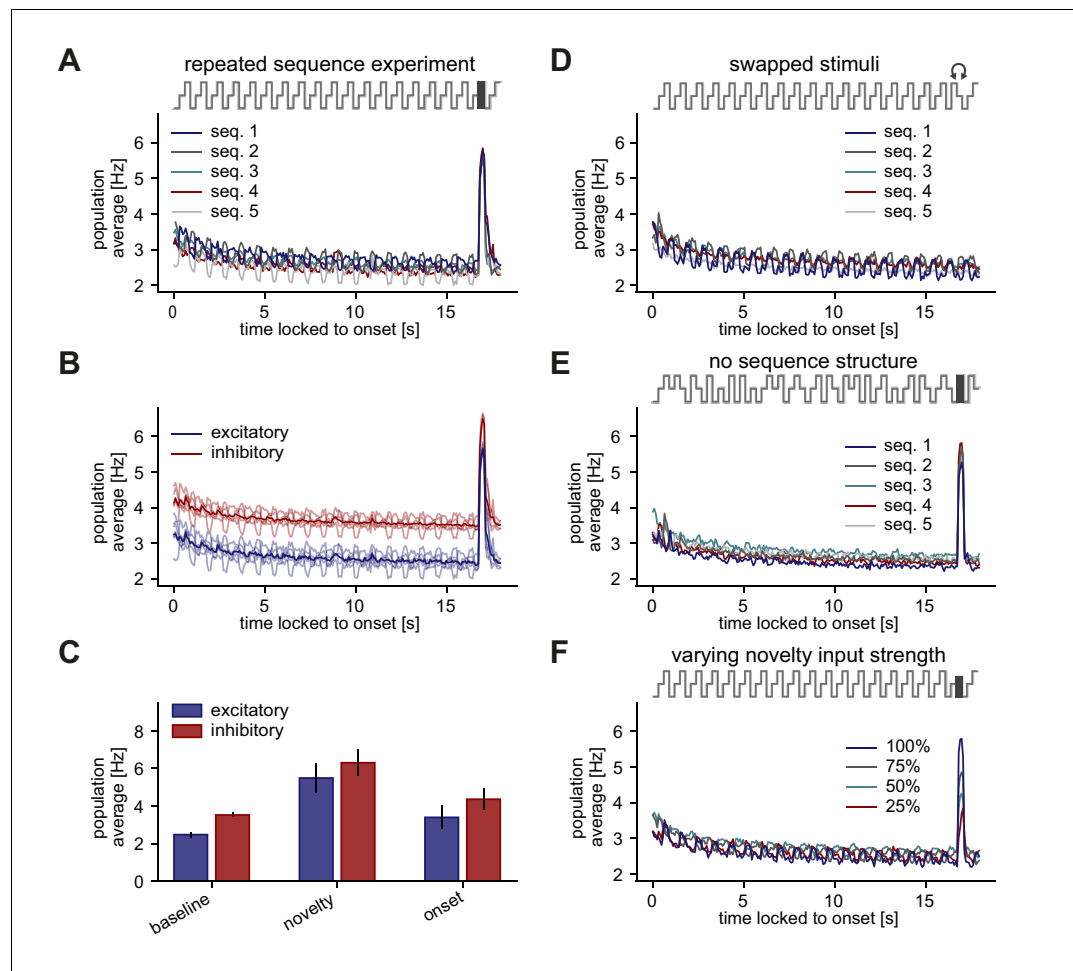 A
repeated sequence experiment
seq. 1
seq. 2
seq. 3
seq. 4
seq. 5
population
average [Hz]
6
5
4
3
2
0 5 10 15
time locked to onset [s]
B
excitatory
inhibitory
population
average [Hz]
6
5
4
3
2
0 5 10 15
time locked to onset [s]
C
excitatory
inhibitory
population
average [Hz]
8
6
4
2
0
baseline novelty onset
D
swapped stimuli
seq. 1
seq. 2
seq. 3
seq. 4
seq. 5
population
average [Hz]
6
5
4
3
2
0 5 10 15
time locked to onset [s]
E
no sequence structure
seq. 1
seq. 2
seq. 3
seq. 4
seq. 5
population
average [Hz]
6
5
4
3
2
0 5 10 15
time locked to onset [s]
F
varying novelty input strength
100%
75%
50%
25%
population
average [Hz]
6
5
4
3
2
0 5 10 15
time locked to onset [s]